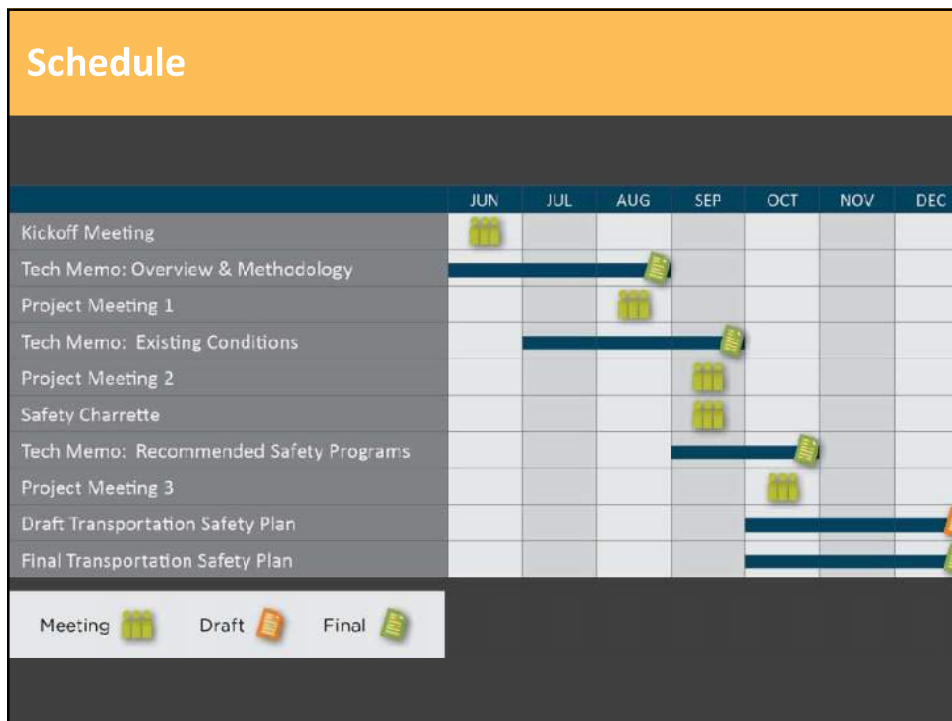 Schedule
JUN JUL AUG SEP OCT NOV DEC
Kickoff Meeting
Tech Memo: Overview & Methodology
Project Meeting 1
Tech Memo: Existing Conditions
Project Meeting 2
Safety Charrette
Tech Memo: Recommended Safety Programs
Project Meeting 3
Draft Transportation Safety Plan
Final Transportation Safety Plan
Meeting Draft Final